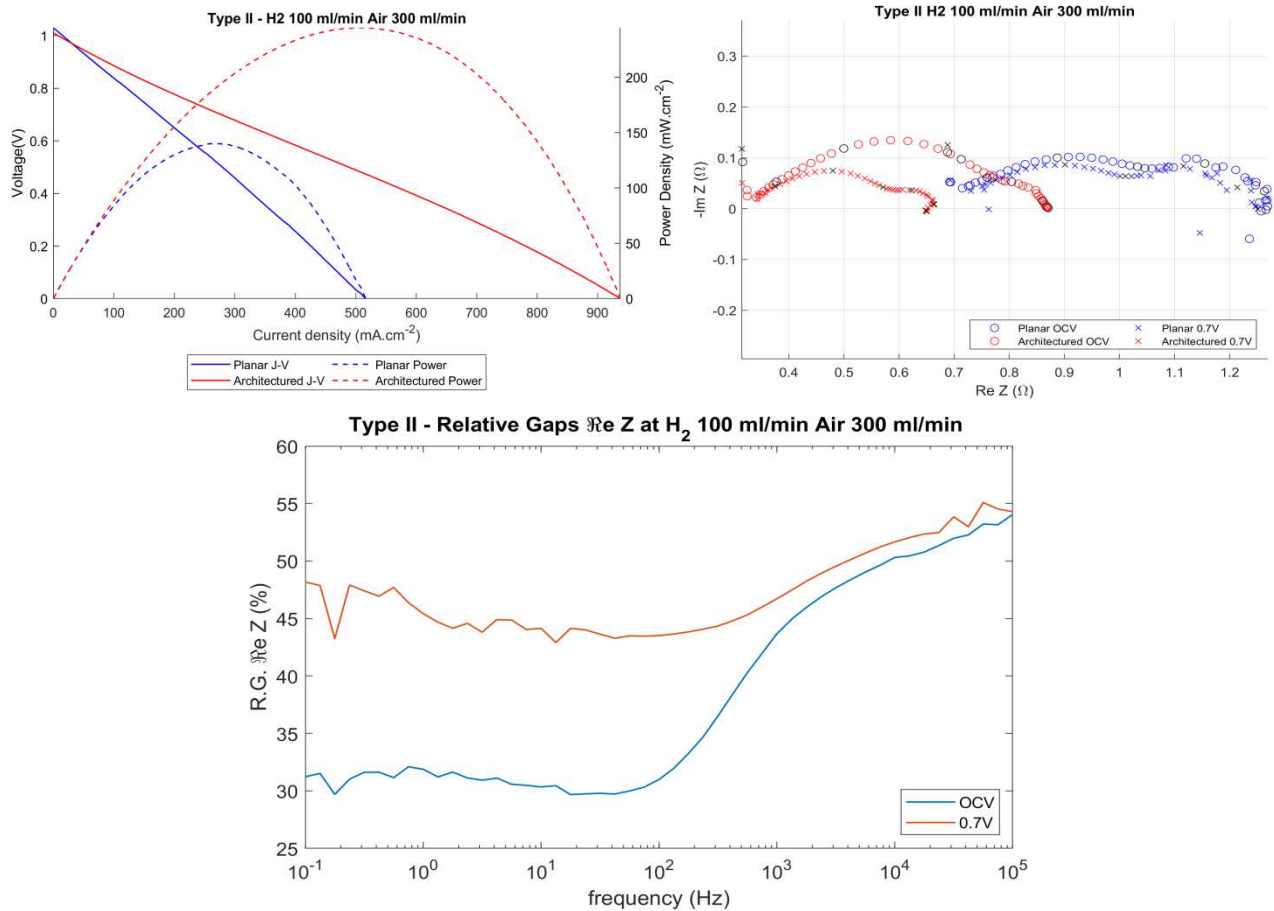 Type II - H2 100 ml/min Air 300 ml/min
1
0.8
0.6
0.4
0.2
0
Voltage(V)
200
150
100
50
0
Power Density (mW.cm-2)
0 100 200 300 400 500 600 700 800 900
Current density (mA.cm-2)
Planar J-V
Architectured J-V
Planar Power
Architectured Power
Type II H2 100 ml/min Air 300 ml/min
0.3
0.2
0.1
0
-0.1
-0.2
-Im Z (Ω)
0.4 0.5 0.6 0.7 0.8 0.9 1 1.1 1.2
Re Z (Ω)
Planar OCV
Architectured OCV
Planar 0.7V
Architectured 0.7V
Type II - Relative Gaps ℜe Z at H2 100 ml/min Air 300 ml/min
60
55
50
45
40
35
30
25
R.G. ℜe Z (%)
10-1 100 101 102 103 104 105
frequency (Hz)
OCV
0.7V